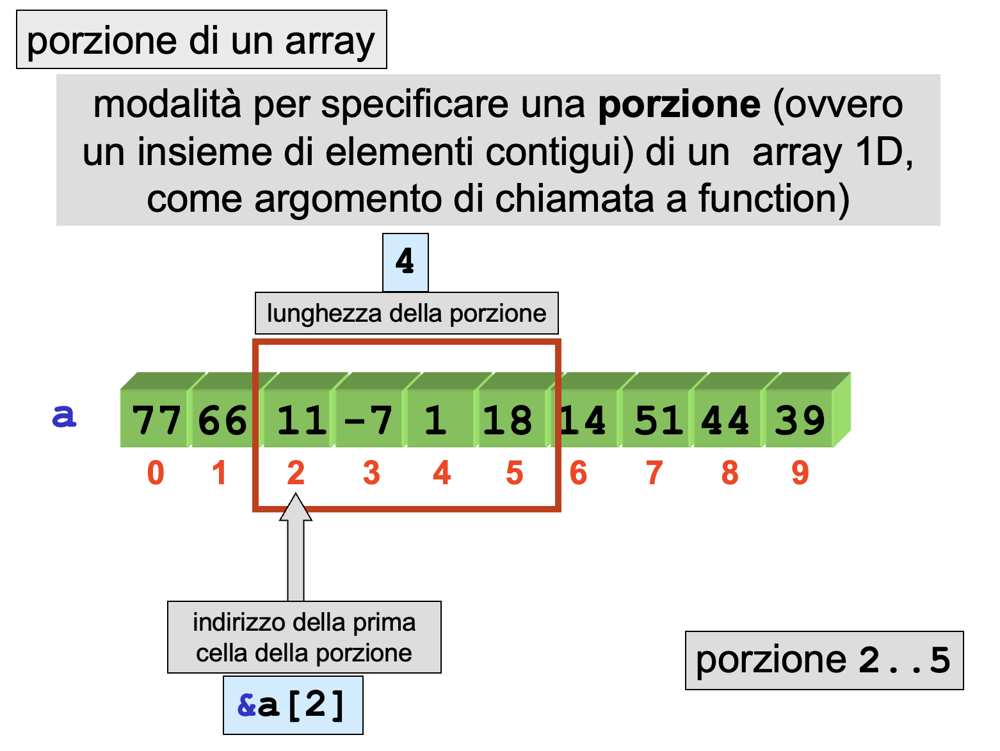 porzione di un array
modalità per specificare una porzione (ovvero
un insieme di elementi contigui) di un array 1D,
come argomento di chiamata a function)
4
lunghezza della porzione
a 77 66 11 -7 1 18 14 51 44 39
0 1 2 3 4 5 6 7 8 9
indirizzo della prima
cella della porzione
&a[2]
porzione 2..5